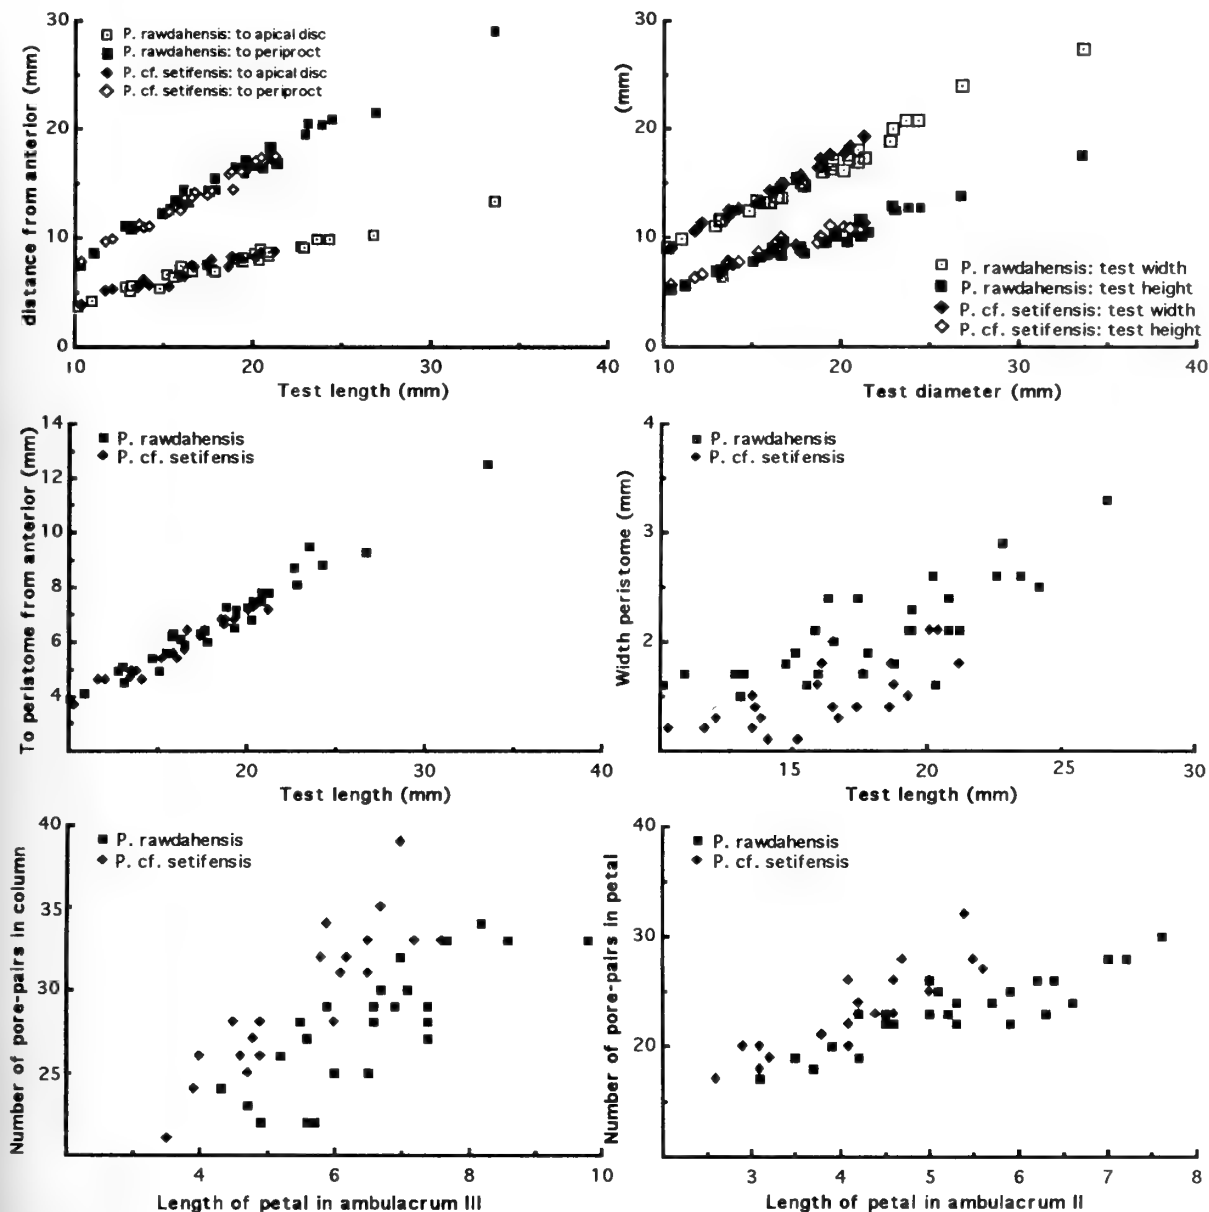 distance from anterior (mm)
30
20
10
0
P. rawdahensis: to apical disc
P. rawdahensis: to periproct
P. cf. setifensis: to apical disc
P. cf. setifensis: to periproct
10 20 30 40
Test length (mm)
(mm)
30
20
10
0
P. rawdahensis: test width
P. rawdahensis: test height
P. cf. setifensis: test width
P. cf. setifensis: test height
10 20 30 40
Test diameter (mm)
To peristome from anterior (mm)
14
12
10
8
6
4
P. rawdahensis
P. cf. setifensis
20 30 40
Test length (mm)
Width peristome (mm)
4
3
2
P. rawdahensis
P. cf. setifensis
15 20 25 30
Test length (mm)
Number of pore-pairs in column
40
35
30
25
P. rawdahensis
P. cf. setifensis
4 6 8 10
Length of petal in ambulacrum III
Number of pore-pairs in petal
40
30
20
P. rawdahensis
P. cf. setifensis
3 4 5 6 7 8
Length of petal in ambulacrum II